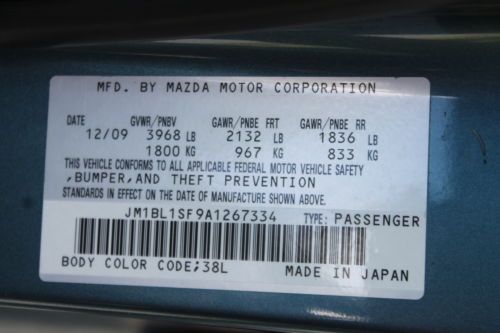 MFD. BY MAZDA MOTOR CORPORATION
DATE GVWR/PNBV GAWR/PNBE FRT GAWR/PNBE RR
12/09 3968 LB 2132 LB 1836 LB
1800 KG 967 KG 833 KG
THIS VEHICLE CONFORMS TO ALL APPLICABLE FEDERAL MOTOR VEHICLE SAFETY
,BUMPER,AND THEFT PREVENTION
STANDARDS IN EFFECT ON THE DATE OF MANUFACTURE SHOWN ABOVE.
JM1BL1SF9A1267334 TYPE: PASSENGER
BODY COLOR CODE;38L MADE IN JAPAN